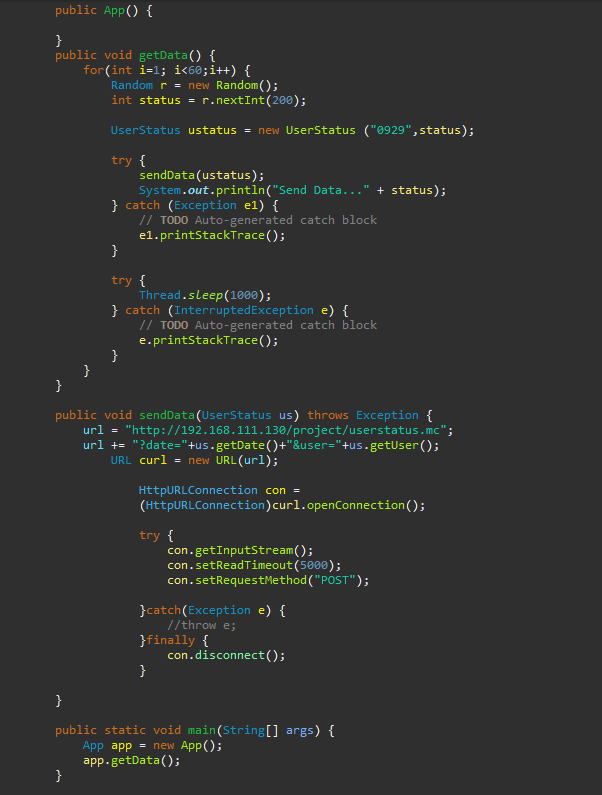 public App() {
}
public void getData() {
for(int i=1; i<60;i++) {
Random r = new Random();
int status = r.nextInt(200);
UserStatus ustatus = new UserStatus ("0929",status);
try {
sendData(ustatus);
System.out.println("Send Data..." + status);
} catch (Exception e1) {
// TODO Auto-generated catch block
e1.printStackTrace();
}
try {
Thread.sleep(1000);
} catch (InterruptedException e) {
// TODO Auto-generated catch block
e.printStackTrace();
}
}
}
public void sendData(UserStatus us) throws Exception {
url = "http://192.168.111.130/project/userstatus.mc";
url += "?date="+us.getDate()+"&user="+us.getUser();
URL curl = new URL(url);
HttpURLConnection con =
(HttpURLConnection)curl.openConnection();
try {
con.getInputStream();
con.setReadTimeout(5000);
con.setRequestMethod("POST");
}catch(Exception e) {
//throw e;
}finally {
con.disconnect();
}
}
public static void main(String[] args) {
App app = new App();
app.getData();
}